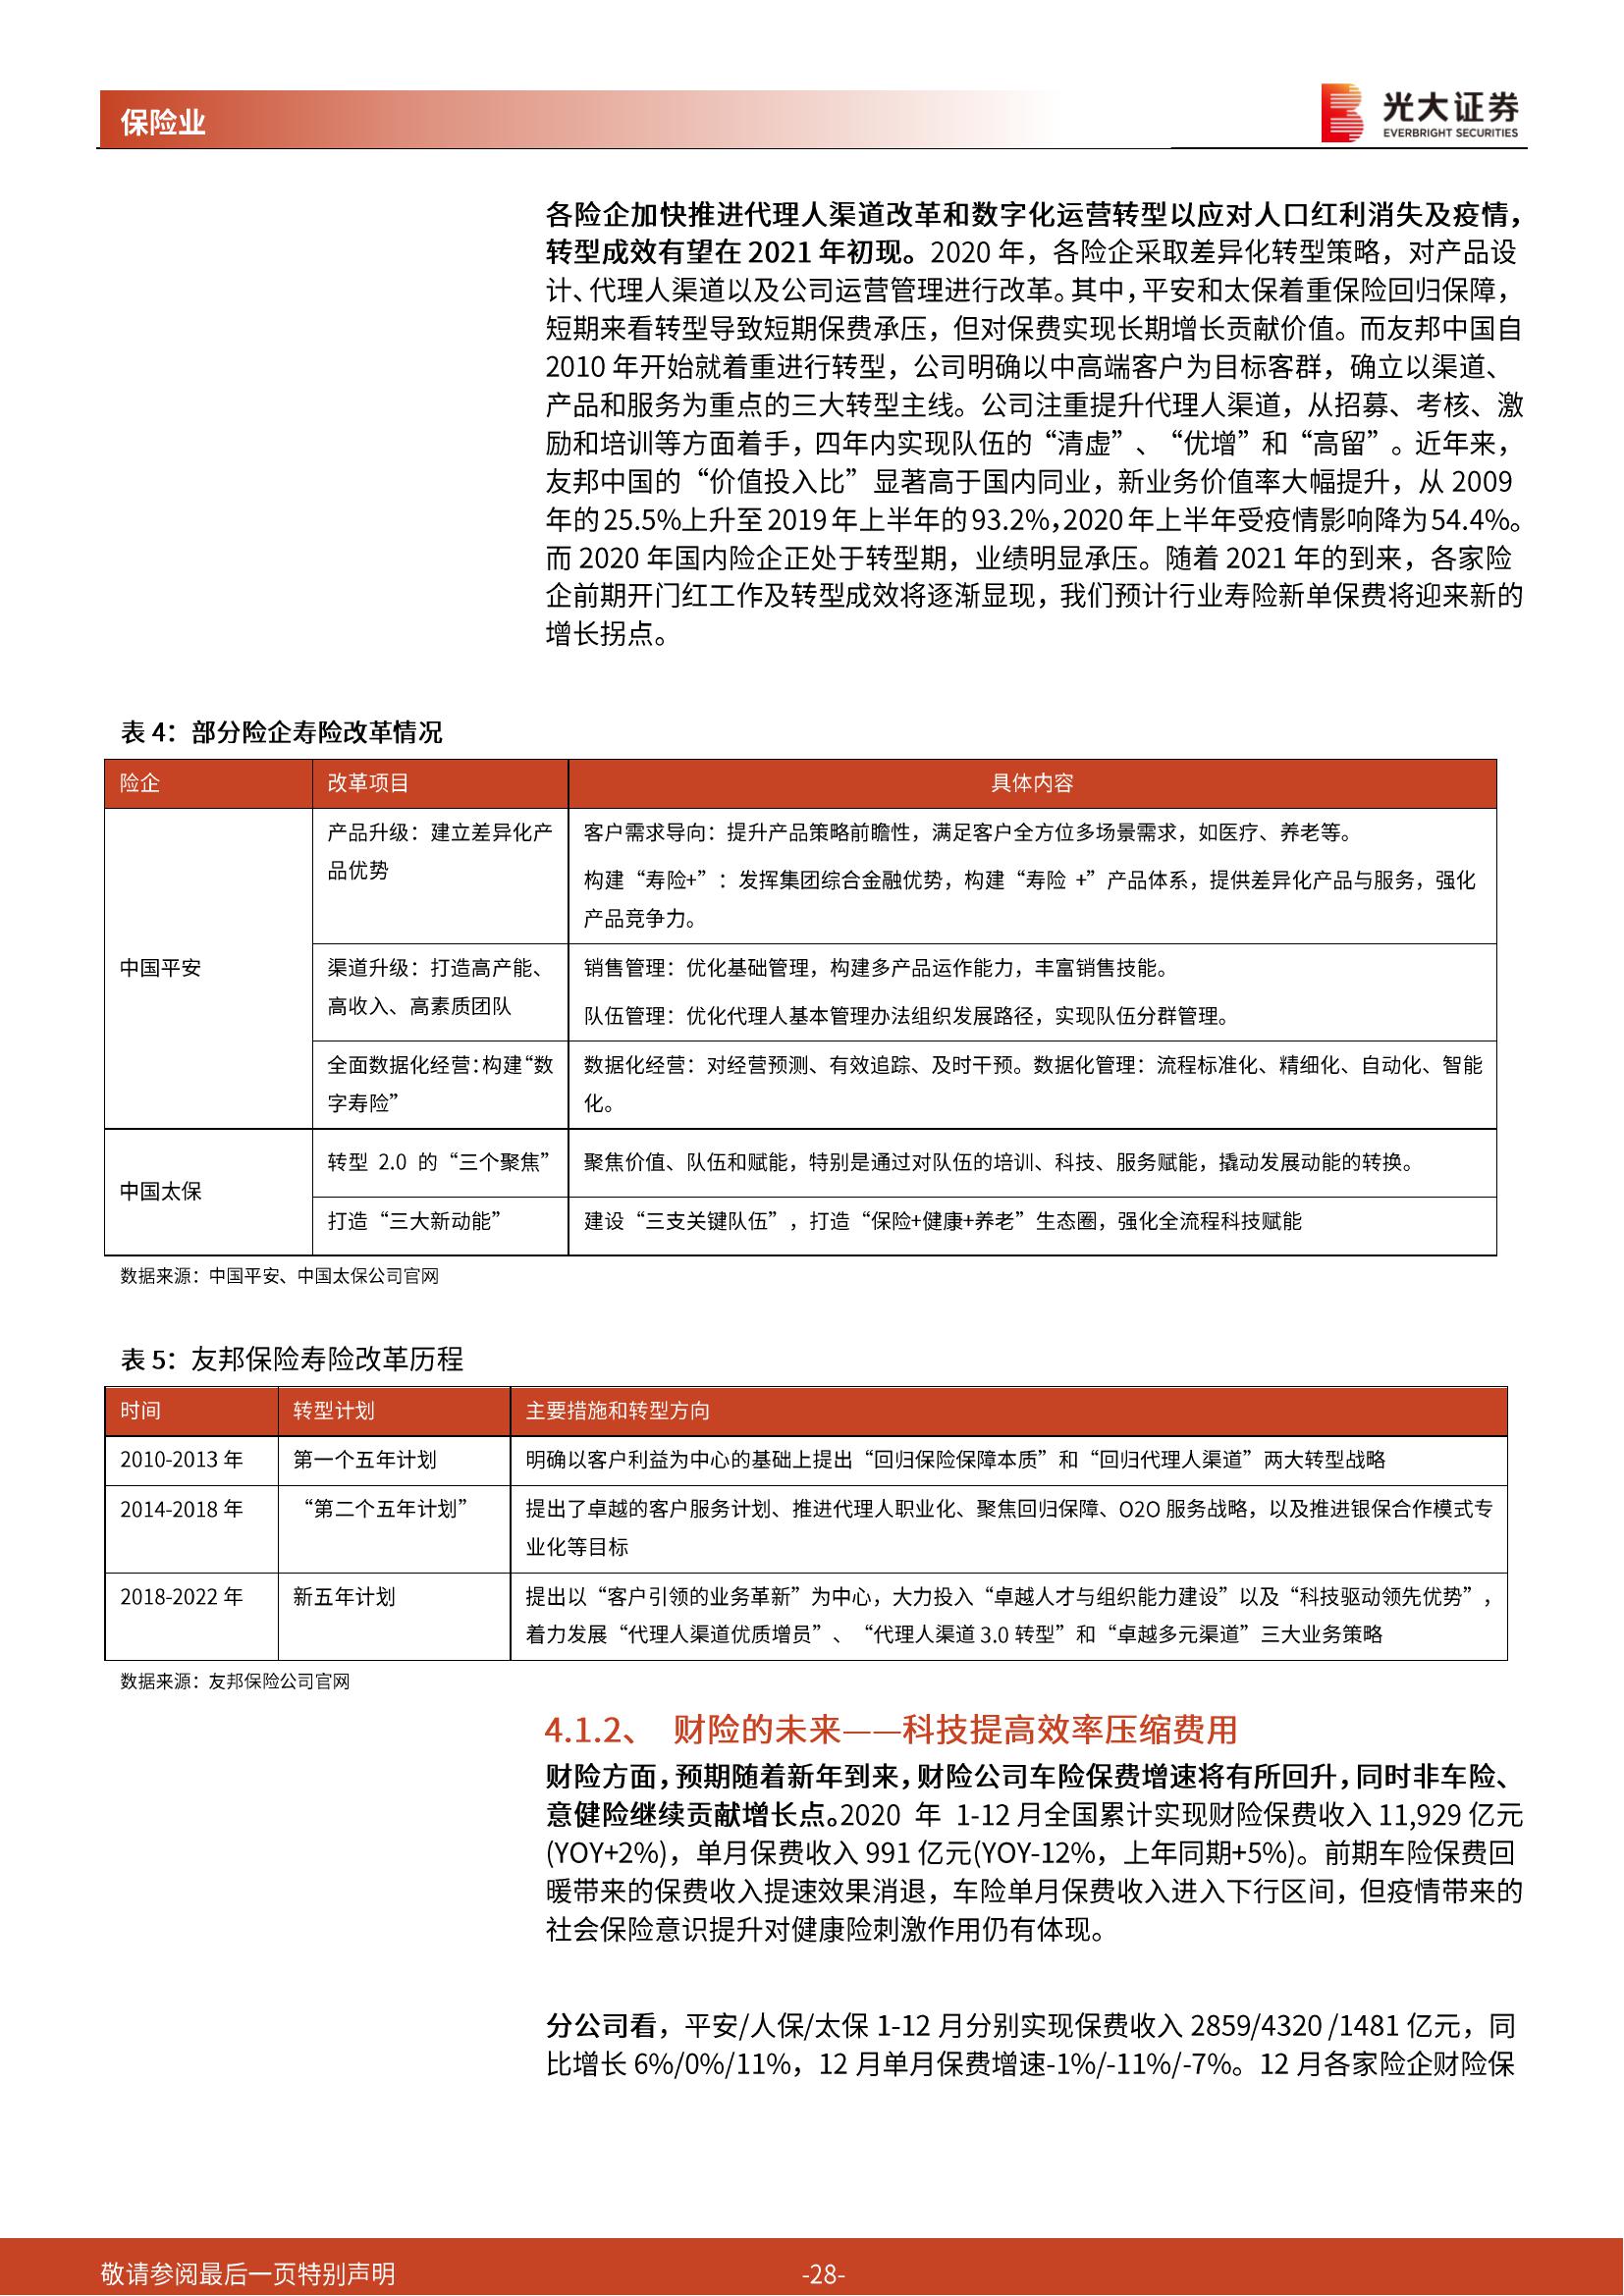 保险业
光大证券
EVERBRIGHT SECURITIES
各险企加快推进代理人渠道改革和数字化运营转型以应对人口红利消失及疫情，
转型成效有望在 2021 年初现。2020 年，各险企采取差异化转型策略，对产品设
计、代理人渠道以及公司运营管理进行改革。其中，平安和太保着重保险回归保障，
短期来看转型导致短期保费承压，但对保费实现长期增长贡献价值。而友邦中国自
2010 年开始就着重进行转型，公司明确以中高端客户为目标客群，确立以渠道、
产品和服务为重点的三大转型主线。公司注重提升代理人渠道，从招募、考核、激
励和培训等方面着手，四年内实现队伍的“清虚”、“优增”和“高留”。近年来，
友邦中国的“价值投入比”显著高于国内同业，新业务价值率大幅提升，从 2009
年的 25.5%上升至 2019 年上半年的 93.2%，2020 年上半年受疫情影响降为 54.4%。
而 2020 年国内险企正处于转型期，业绩明显承压。随着 2021 年的到来，各家险
企前期开门红工作及转型成效将逐渐显现，我们预计行业寿险新单保费将迎来新的
增长拐点。
表 4：部分险企寿险改革情况
险企 改革项目 具体内容
中国平安
产品升级：建立差异化产
品优势
客户需求导向：提升产品策略前瞻性，满足客户全方位多场景需求，如医疗、养老等。
构建“寿险+”：发挥集团综合金融优势，构建“寿险 +”产品体系，提供差异化产品与服务，强化
产品竞争力。
渠道升级：打造高产能、
高收入、高素质团队
销售管理：优化基础管理，构建多产品运作能力，丰富销售技能。
队伍管理：优化代理人基本管理办法组织发展路径，实现队伍分群管理。
全面数据化经营：构建“数
字寿险”
数据化经营：对经营预测、有效追踪、及时干预。数据化管理：流程标准化、精细化、自动化、智能
化。
中国太保
转型 2.0 的“三个聚焦”
聚焦价值、队伍和赋能，特别是通过对队伍的培训、科技、服务赋能，撬动发展动能的转换。
打造“三大新动能”
建设“三支关键队伍”，打造“保险+健康+养老”生态圈，强化全流程科技赋能
数据来源：中国平安、中国太保公司官网
表 5：友邦保险寿险改革历程
时间 转型计划 主要措施和转型方向
2010-2013 年 第一个五年计划 明确以客户利益为中心的基础上提出“回归保险保障本质”和“回归代理人渠道”两大转型战略
2014-2018 年 “第二个五年计划” 提出了卓越的客户服务计划、推进代理人职业化、聚焦回归保障、O2O 服务战略，以及推进银保合作模式专
业化等目标
2018-2022 年 新五年计划 提出以“客户引领的业务革新”为中心，大力投入“卓越人才与组织能力建设”以及“科技驱动领先优势”，
着力发展“代理人渠道优质增员”、“代理人渠道 3.0 转型”和“卓越多元渠道”三大业务策略
数据来源：友邦保险公司官网
4.1.2、 财险的未来——科技提高效率压缩费用
财险方面，预期随着新年到来，财险公司车险保费增速将有所回升，同时非车险、
意健险继续贡献增长点。2020 年 1-12 月全国累计实现财险保费收入 11,929 亿元
(YOY+2%)，单月保费收入 991 亿元(YOY-12%，上年同期+5%)。前期车险保费回
暖带来的保费收入提速效果消退，车险单月保费收入进入下行区间，但疫情带来的
社会保险意识提升对健康险刺激作用仍有体现。
分公司看，平安/人保/太保 1-12 月分别实现保费收入 2859/4320 /1481 亿元，同
比增长 6%/0%/11%，12 月单月保费增速-1%/-11%/-7%。12 月各家险企财险保
敬请参阅最后一页特别声明
-28-